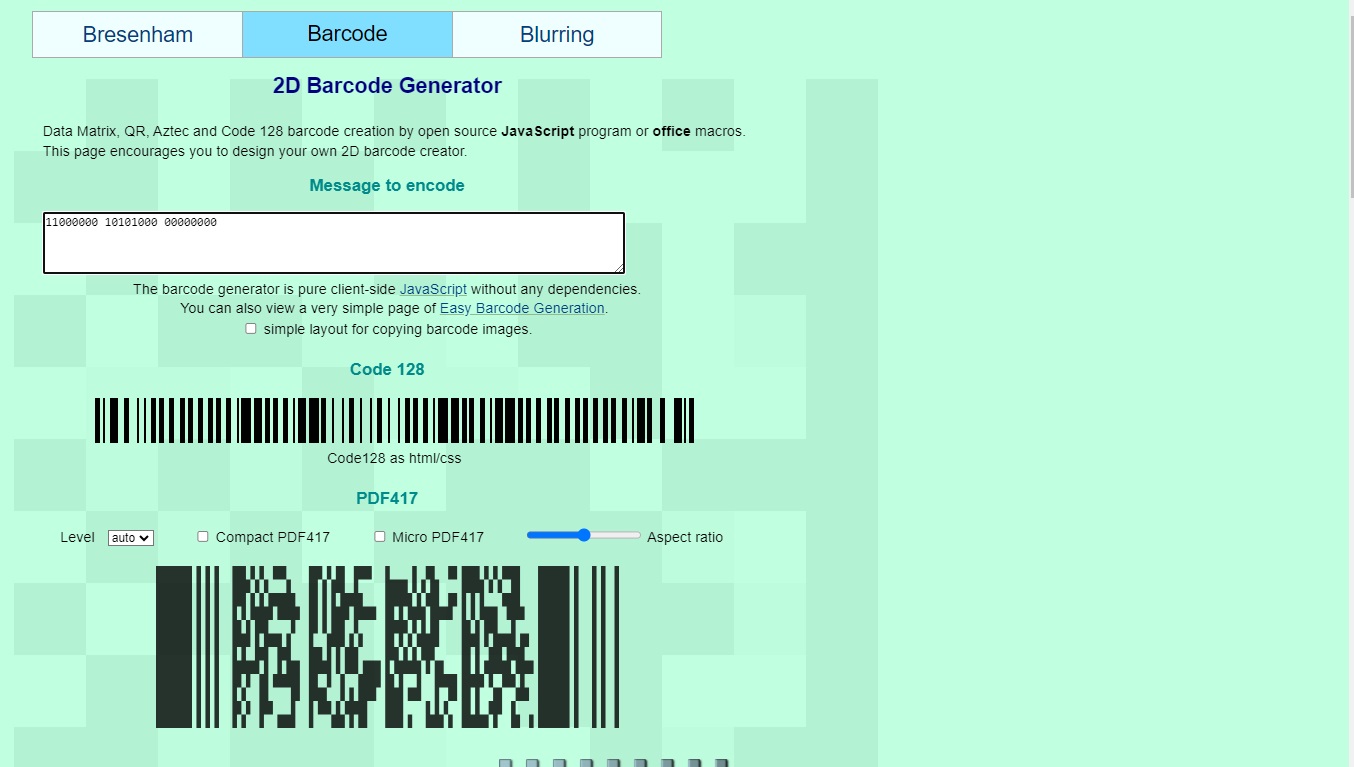 Bresenham
Barcode
Blurring
2D Barcode Generator
Data Matrix, QR, Aztec and Code 128 barcode creation by open source JavaScript program or office macros.
This page encourages you to design your own 2D barcode creator.
Message to encode
11000000 10101000 00000000
The barcode generator is pure client-side JavaScript without any dependencies.
You can also view a very simple page of Easy Barcode Generation.
simple layout for copying barcode images.
Code 128
Code128 as html/css
PDF417
Level auto Compact PDF417 Micro PDF417 Aspect ratio